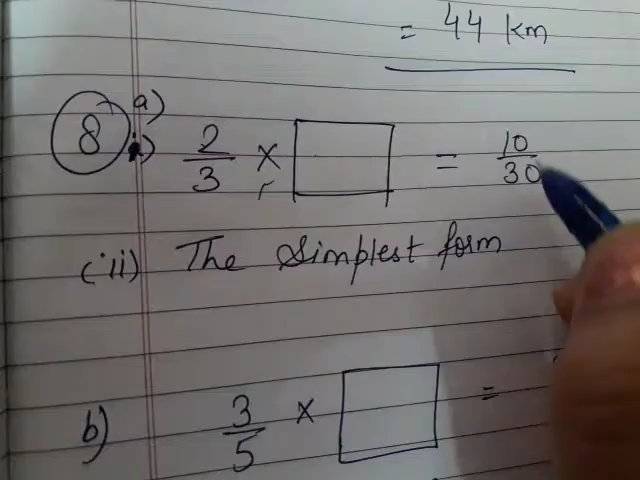 = 44 km
8 a)
i) 2/3 × □ = 10/30
(ii) The Simplest form
b) 3/5 × □ =